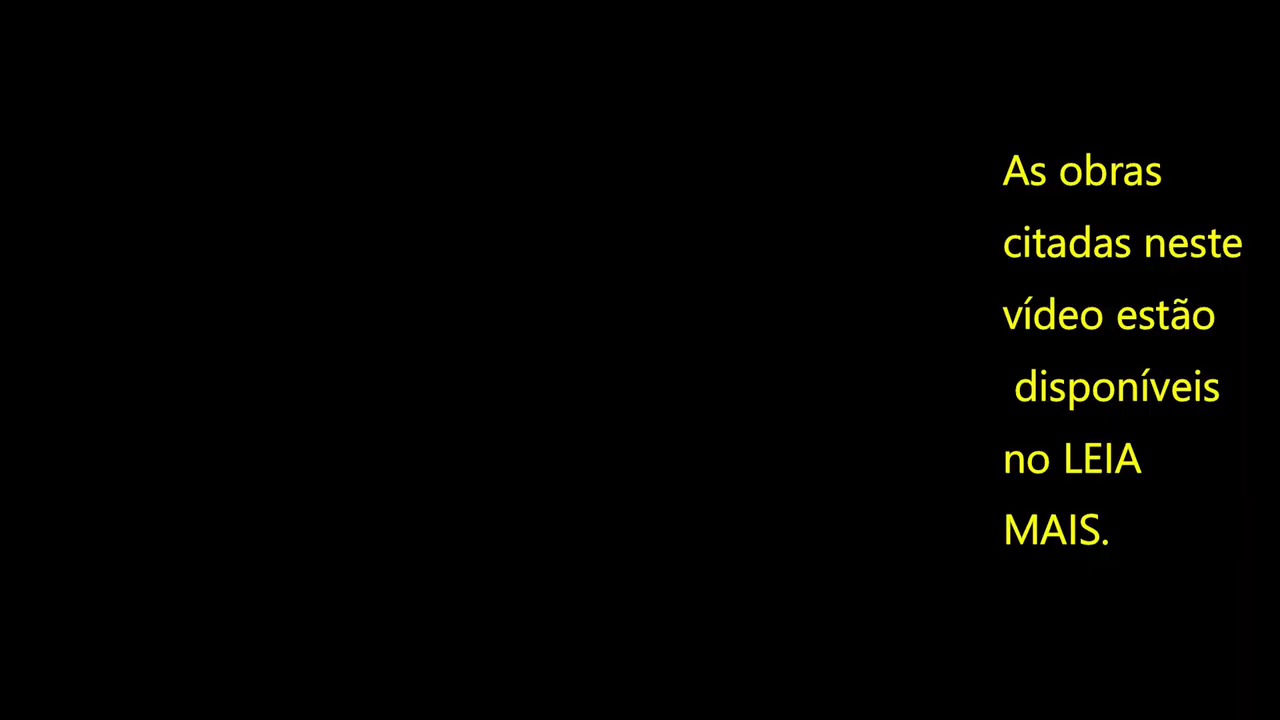 As obras
citadas neste
vídeo estão
disponíveis
no LEIA
MAIS.